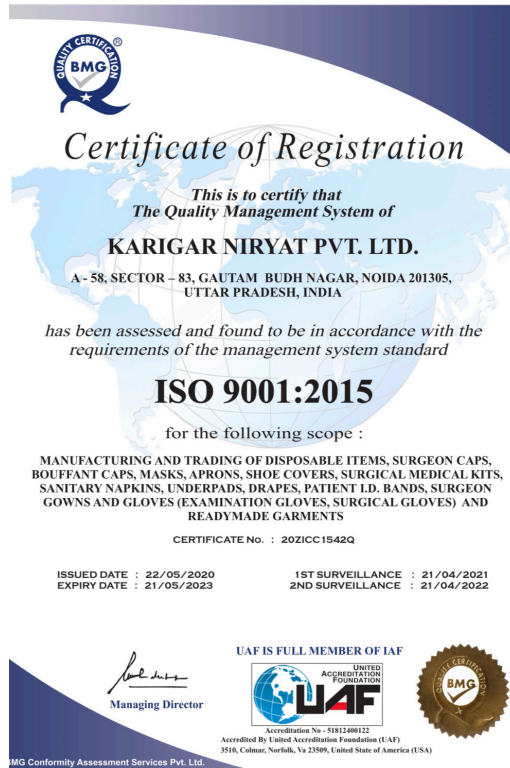 QUALITY CERTIFICATION
BMG
®
Certificate of Registration
This is to certify that
The Quality Management System of
KARIGAR NIRYAT PVT. LTD.
A - 58, SECTOR – 83, GAUTAM BUDH NAGAR, NOIDA 201305,
UTTAR PRADESH, INDIA
has been assessed and found to be in accordance with the
requirements of the management system standard
ISO 9001:2015
for the following scope :
MANUFACTURING AND TRADING OF DISPOSABLE ITEMS, SURGEON CAPS,
BOUFFANT CAPS, MASKS, APRONS, SHOE COVERS, SURGICAL MEDICAL KITS,
SANITARY NAPKINS, UNDERPADS, DRAPES, PATIENT I.D. BANDS, SURGEON
GOWNS AND GLOVES (EXAMINATION GLOVES, SURGICAL GLOVES) AND
READYMADE GARMENTS
CERTIFICATE No. : 20ZICC1542Q
ISSUED DATE : 22/05/2020
EXPIRY DATE : 21/05/2023
1ST SURVEILLANCE : 21/04/2021
2ND SURVEILLANCE : 21/04/2022
Managing Director
UAF IS FULL MEMBER OF IAF
UNITED
ACCREDITATION
FOUNDATION
UAF
Accreditation No - 51812400122
Accredited By United Accreditation Foundation (UAF)
3510, Colmar, Norfolk, Va 23509, United State of America (USA)
QUALITY CERTIFICATION
BMG
BMG Conformity Assessment Services Pvt. Ltd.